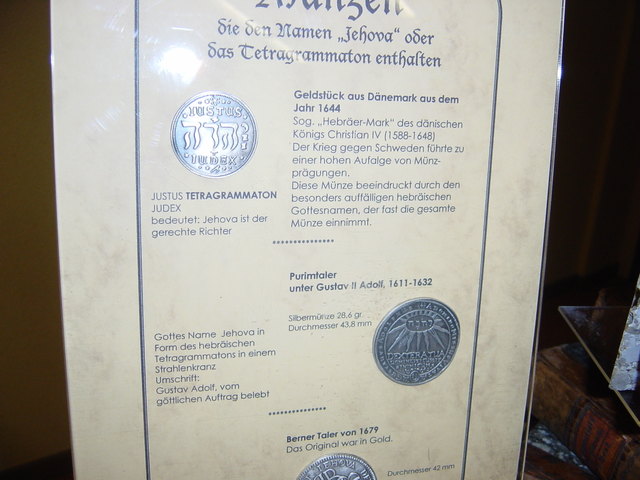 Münzen
die den Namen „Jehova“ oder
das Tetragrammaton enthalten
Geldstück aus Dänemark aus dem
Jahr 1644
Sog. „Hebräer-Mark“ des dänischen
Königs Christian IV (1588-1648)
Der Krieg gegen Schweden führte zu
einer hohen Aufalge von Münz-
prägungen.
Diese Münze beeindruckt durch den
besonders auffälligen hebräischen
Gottesnamen, der fast die gesamte
Münze einnimmt.
JUSTUS
יהוה
JUDEX
JUSTUS TETRAGRAMMATON
JUDEX
bedeutet: Jehova ist der
gerechte Richter
Purimtaler
unter Gustav II Adolf, 1611-1632
Silbermünze 28,6 gr.
Durchmesser 43,8 mm
Gottes Name Jehova in
Form des hebräischen
Tetragrammatons in einem
Strahlenkranz
Umschrift:
Gustav Adolf, vom
göttlichen Auftrag belebt
Berner Taler von 1679
Das Original war in Gold.
JEHOVA
Durchmesser 42 mm